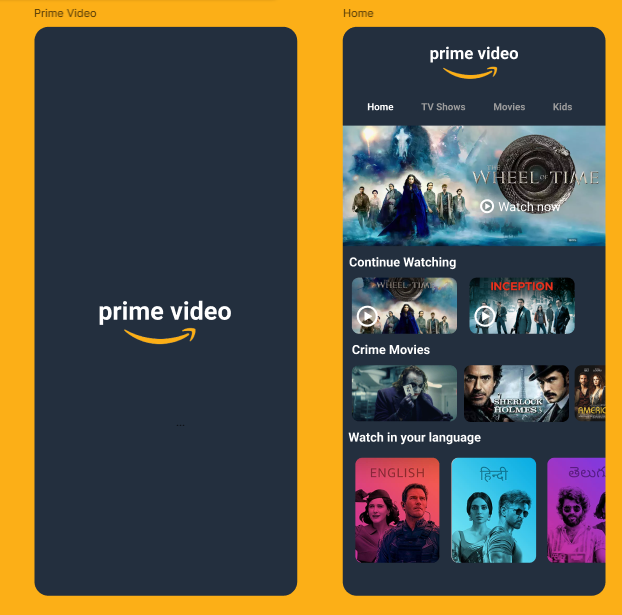 Prime Video
prime video
...
Home
prime video
Home TV Shows Movies Kids
THE
WHEEL OF TIME
Watch now
Continue Watching
WHEEL OF TIME
INCEPTION
Crime Movies
SHERLOCK
HOLMES
Watch in your language
ENGLISH
हिन्दी